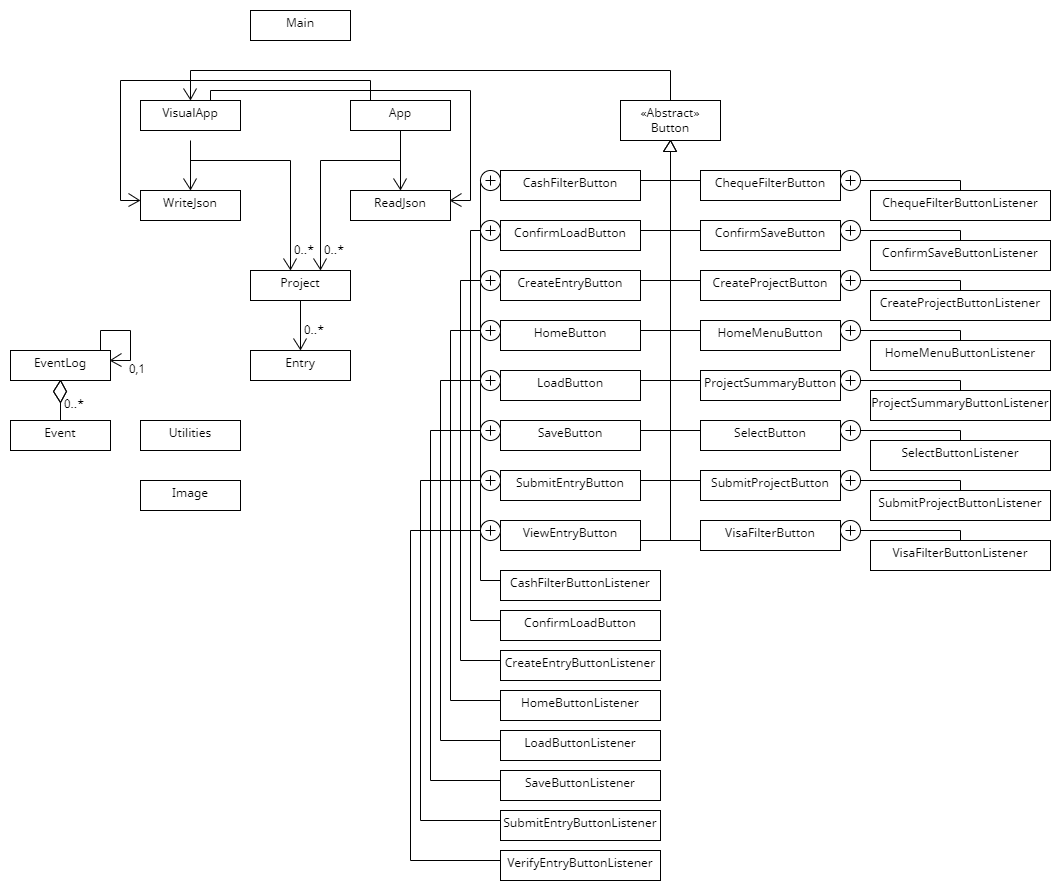 Main
VisualApp
App
«Abstract»
Button
WriteJson
ReadJson
CashFilterButton
ChequeFilterButton
ChequeFilterButtonListener
ConfirmLoadButton
ConfirmSaveButton
ConfirmSaveButtonListener
0..*
0..*
Project
CreateEntryButton
CreateProjectButton
CreateProjectButtonListener
0..*
HomeButton
HomeMenuButton
HomeMenuButtonListener
EventLog
0,1
Entry
LoadButton
ProjectSummaryButton
ProjectSummaryButtonListener
0..*
Event
Utilities
SaveButton
SelectButton
SelectButtonListener
Image
SubmitEntryButton
SubmitProjectButton
SubmitProjectButtonListener
ViewEntryButton
VisaFilterButton
VisaFilterButtonListener
CashFilterButtonListener
ConfirmLoadButton
CreateEntryButtonListener
HomeButtonListener
LoadButtonListener
SaveButtonListener
SubmitEntryButtonListener
VerifyEntryButtonListener